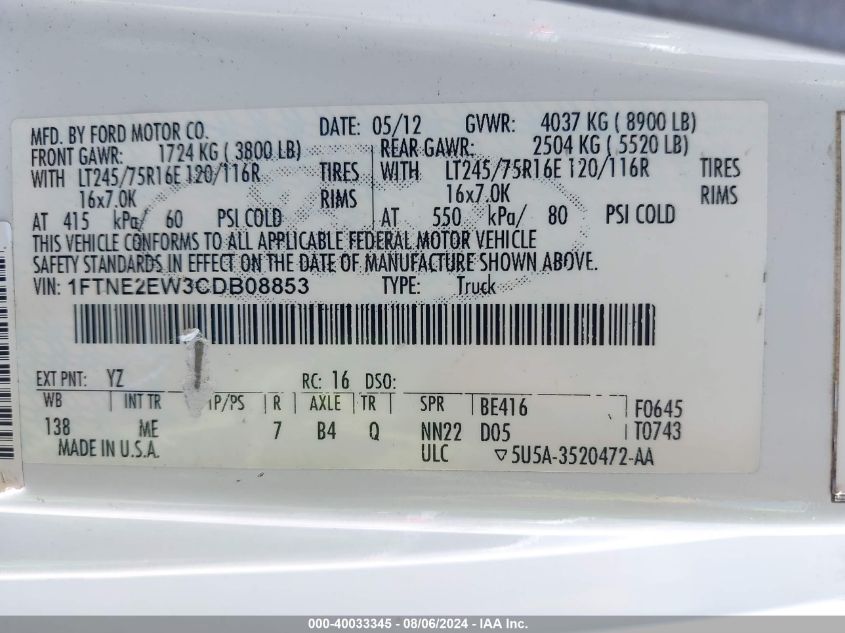 MFD. BY FORD MOTOR CO. DATE: 05/12 GVWR: 4037 KG ( 8900 LB)
FRONT GAWR: 1724 KG ( 3800 LB) REAR GAWR: 2504 KG ( 5520 LB)
WITH LT245/75R16E 120/116R TIRES WITH LT245/75R16E 120/116R TIRES
16x7.0K RIMS 16x7.0K RIMS
AT 415 kPa/ 60 PSI COLD AT 550 kPa/ 80 PSI COLD
THIS VEHICLE CONFORMS TO ALL APPLICABLE FEDERAL MOTOR VEHICLE
SAFETY STANDARDS IN EFFECT ON THE DATE OF MANUFACTURE SHOWN ABOVE.
VIN: 1FTNE2EW3CDB08853 TYPE: Truck
EXT PNT: YZ RC: 16 DSO:
WB INT TR P/PS R AXLE TR SPR BE416 F0645
138 ME 7 B4 Q NN22 D05 T0743
MADE IN U.S.A. ULC ▽5U5A-3520472-AA
000-40033345 - 08/06/2024 - IAA Inc.